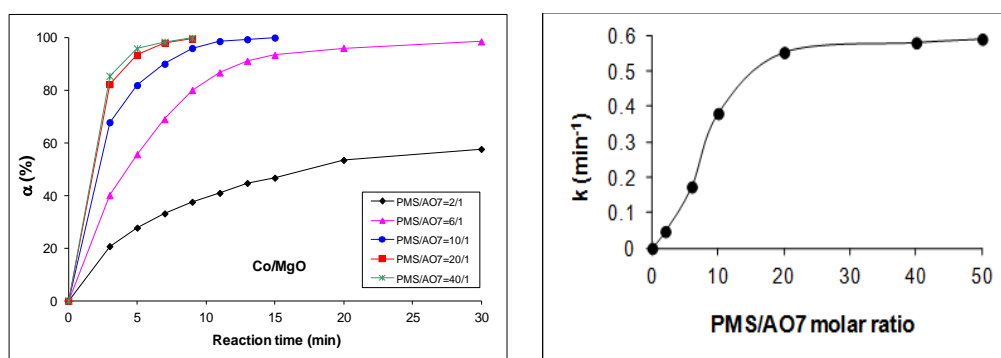 100
80
60
40
20
0
α (%)
0 5 10 15 20 25 30
Reaction time (min)
Co/MgO
PMS/AO7=2/1
PMS/AO7=6/1
PMS/AO7=10/1
PMS/AO7=20/1
PMS/AO7=40/1
0.6
0.5
0.4
0.3
0.2
0.1
0
k (min⁻¹)
0 10 20 30 40 50
PMS/AO7 molar ratio